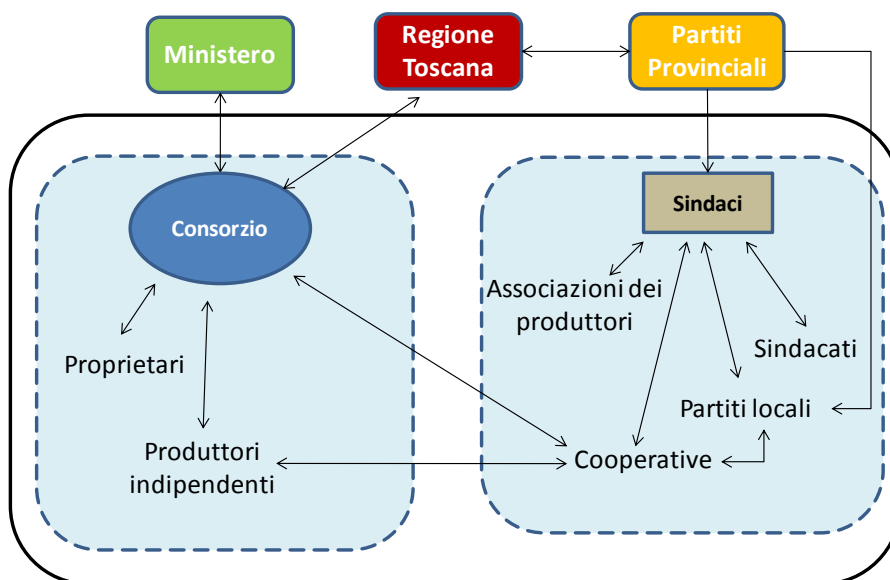 Ministero
Regione
Toscana
Partiti
Provinciali
Consorzio
Sindaci
Associazioni dei
produttori
Proprietari
Sindacati
Partiti locali
Produttori
indipendenti
Cooperative